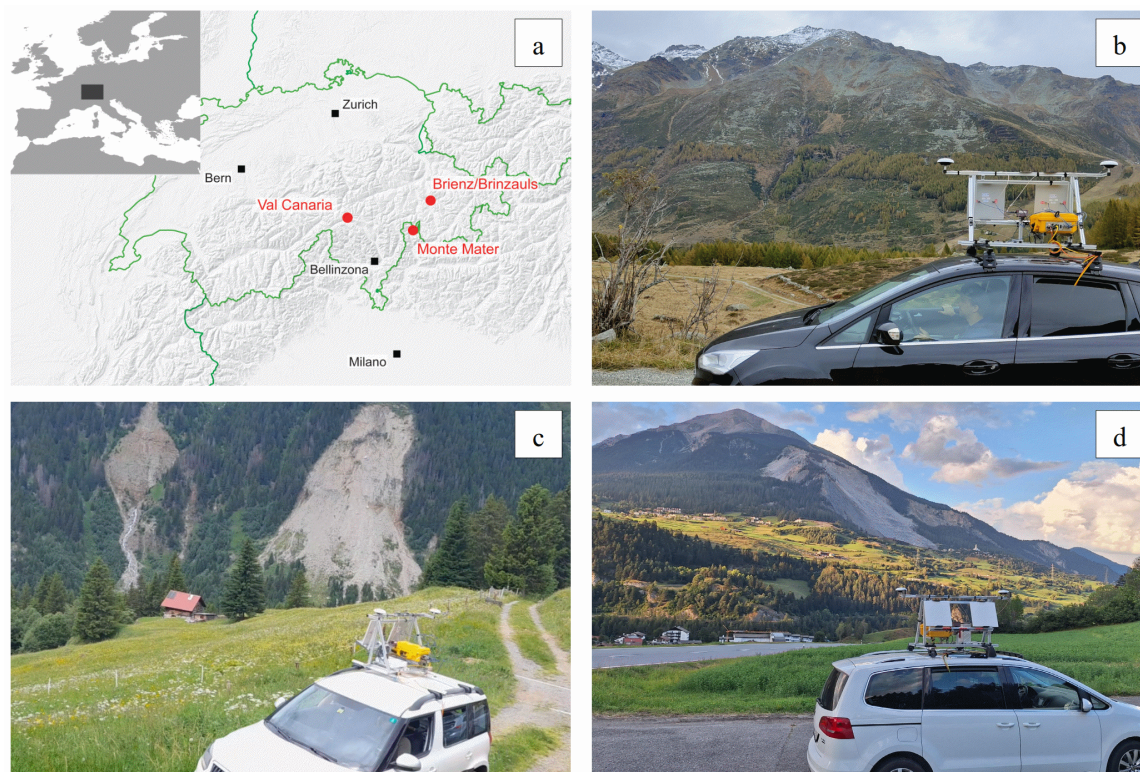 a
Zurich
Bern
Brienz/Brinzauls
Val Canaria
Monte Mater
Bellinzona
Milano
b
c
d